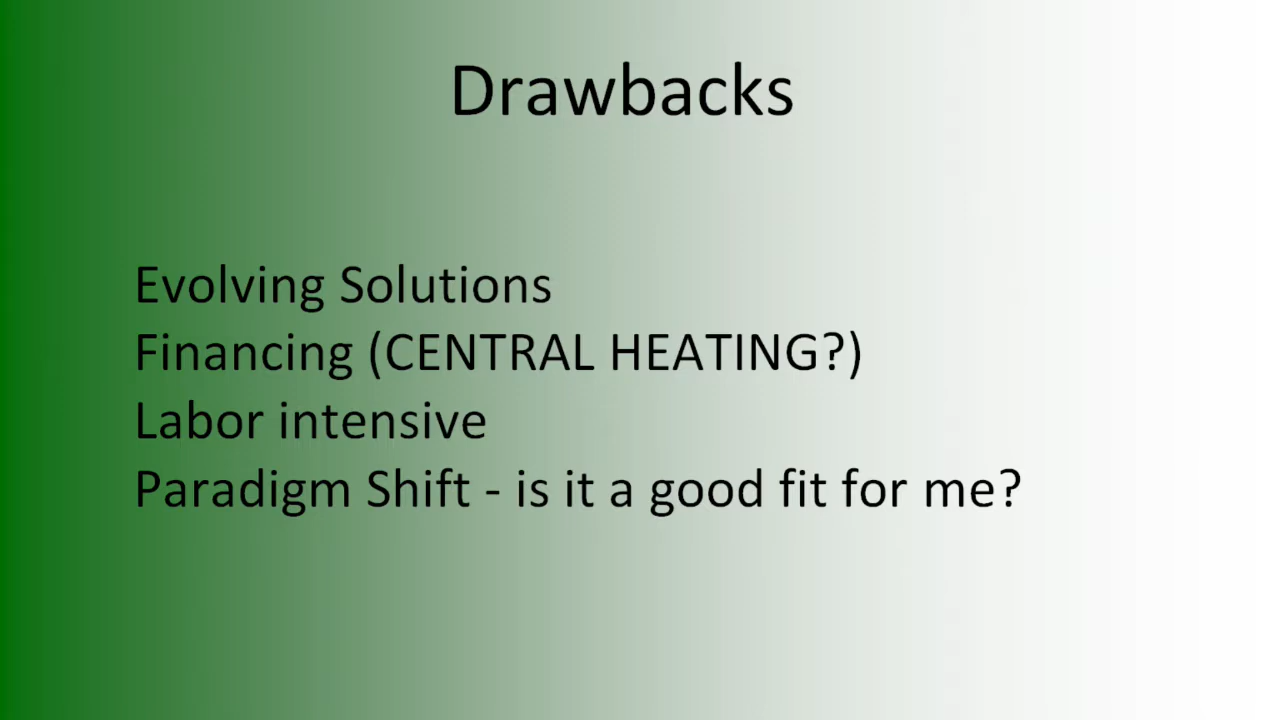 Drawbacks
Evolving Solutions
Financing (CENTRAL HEATING?)
Labor intensive
Paradigm Shift - is it a good fit for me?